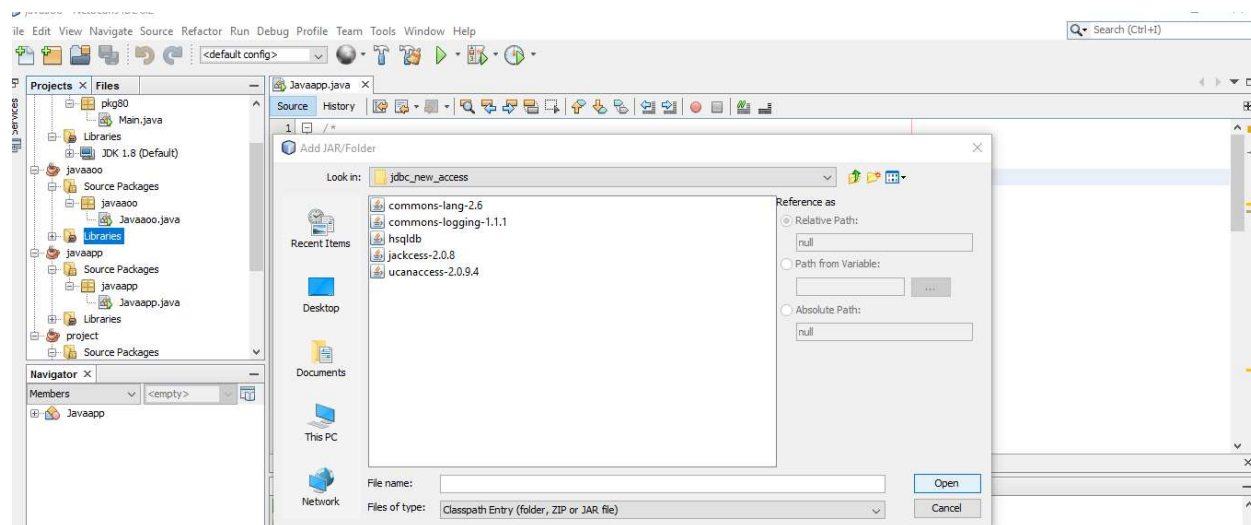 ile Edit View Navigate Source Refactor Run Debug Profile Team Tools Window Help
Search (Ctrl+I)
<default config>
Projects Files
Services
pkg80
Main.java
Libraries
JDK 1.8 (Default)
javaaoo
Source Packages
javaaoo
Javaaoo.java
Libraries
javaapp
Source Packages
javaapp
Javaapp.java
Libraries
project
Source Packages
Navigator
Members <empty>
Javaapp
Javaapp.java
Source History
1 /*
Add JAR/Folder
Look in: jdbc_new_access
Recent Items
Desktop
Documents
This PC
Network
commons-lang-2.6
commons-logging-1.1.1
hsqldb
jackcess-2.0.8
ucanaccess-2.0.9.4
Reference as
Relative Path:
null
Path from Variable:
...
Absolute Path:
null
File name:
Open
Files of type: Classpath Entry (folder, ZIP or JAR file)
Cancel